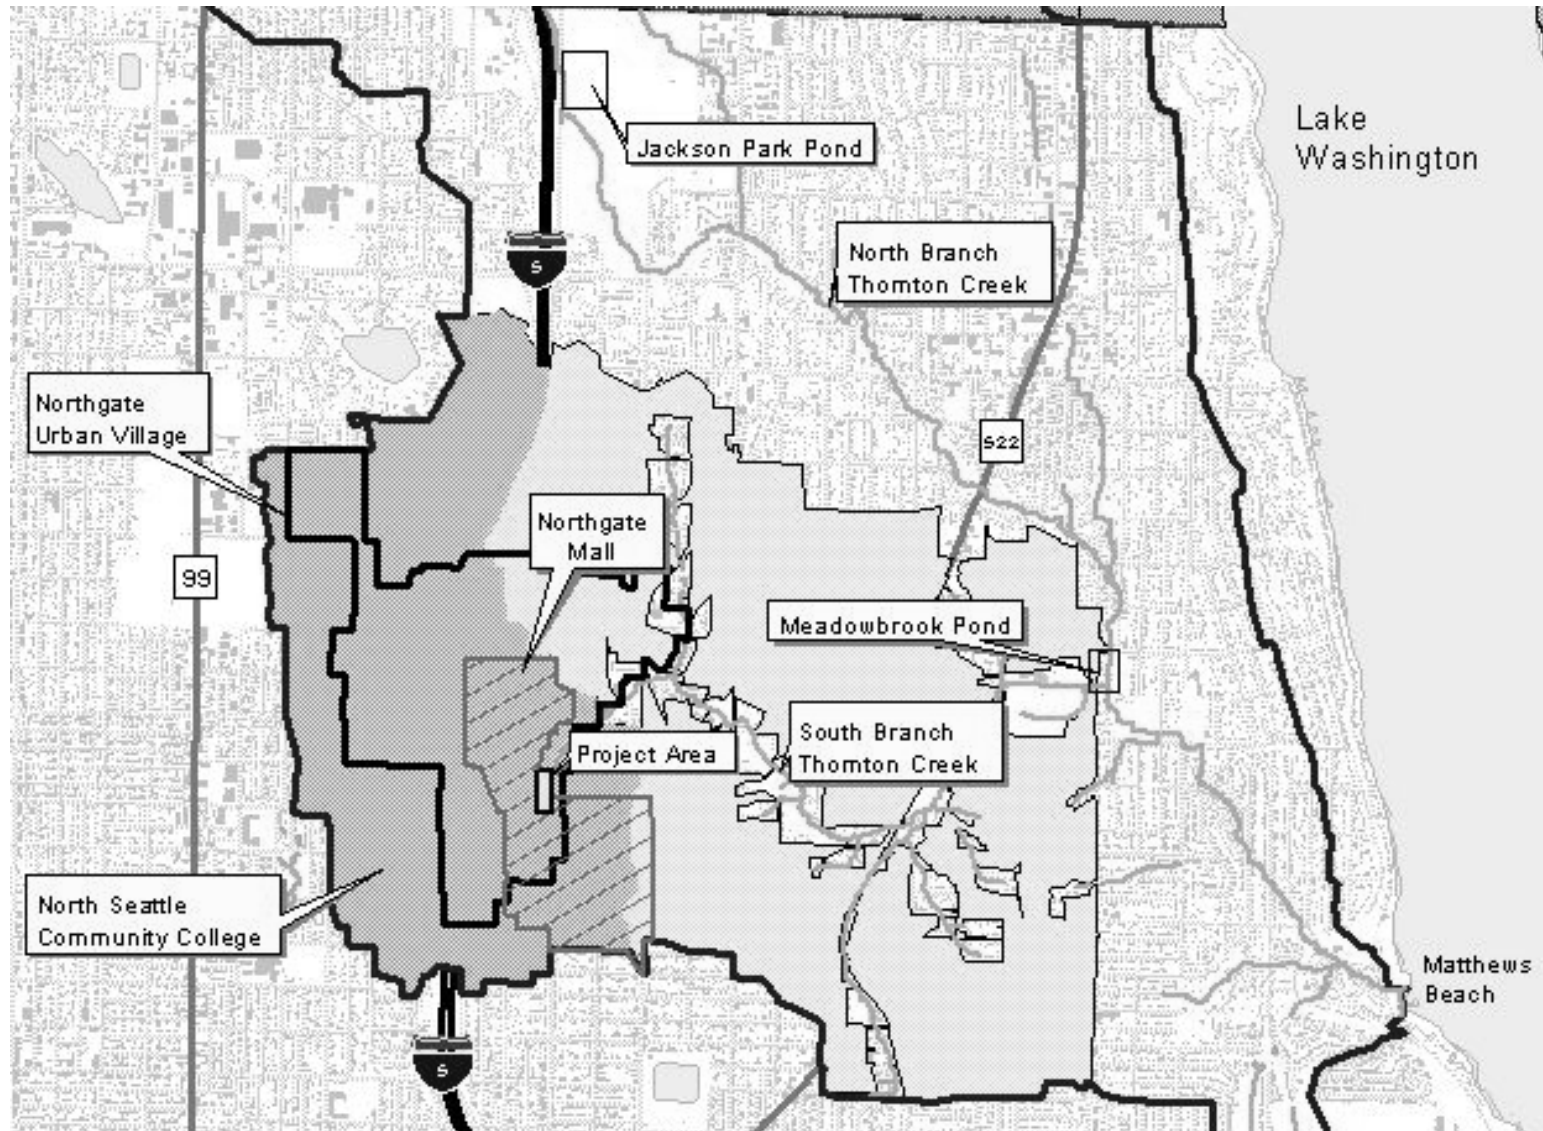 Lake
Washington
Jackson Park Pond
North Branch
Thornton Creek
5
Northgate
Urban Village
522
Northgate
Mall
99
Meadowbrook Pond
South Branch
Thornton Creek
Project Area
North Seattle
Community College
Matthews
Beach
5